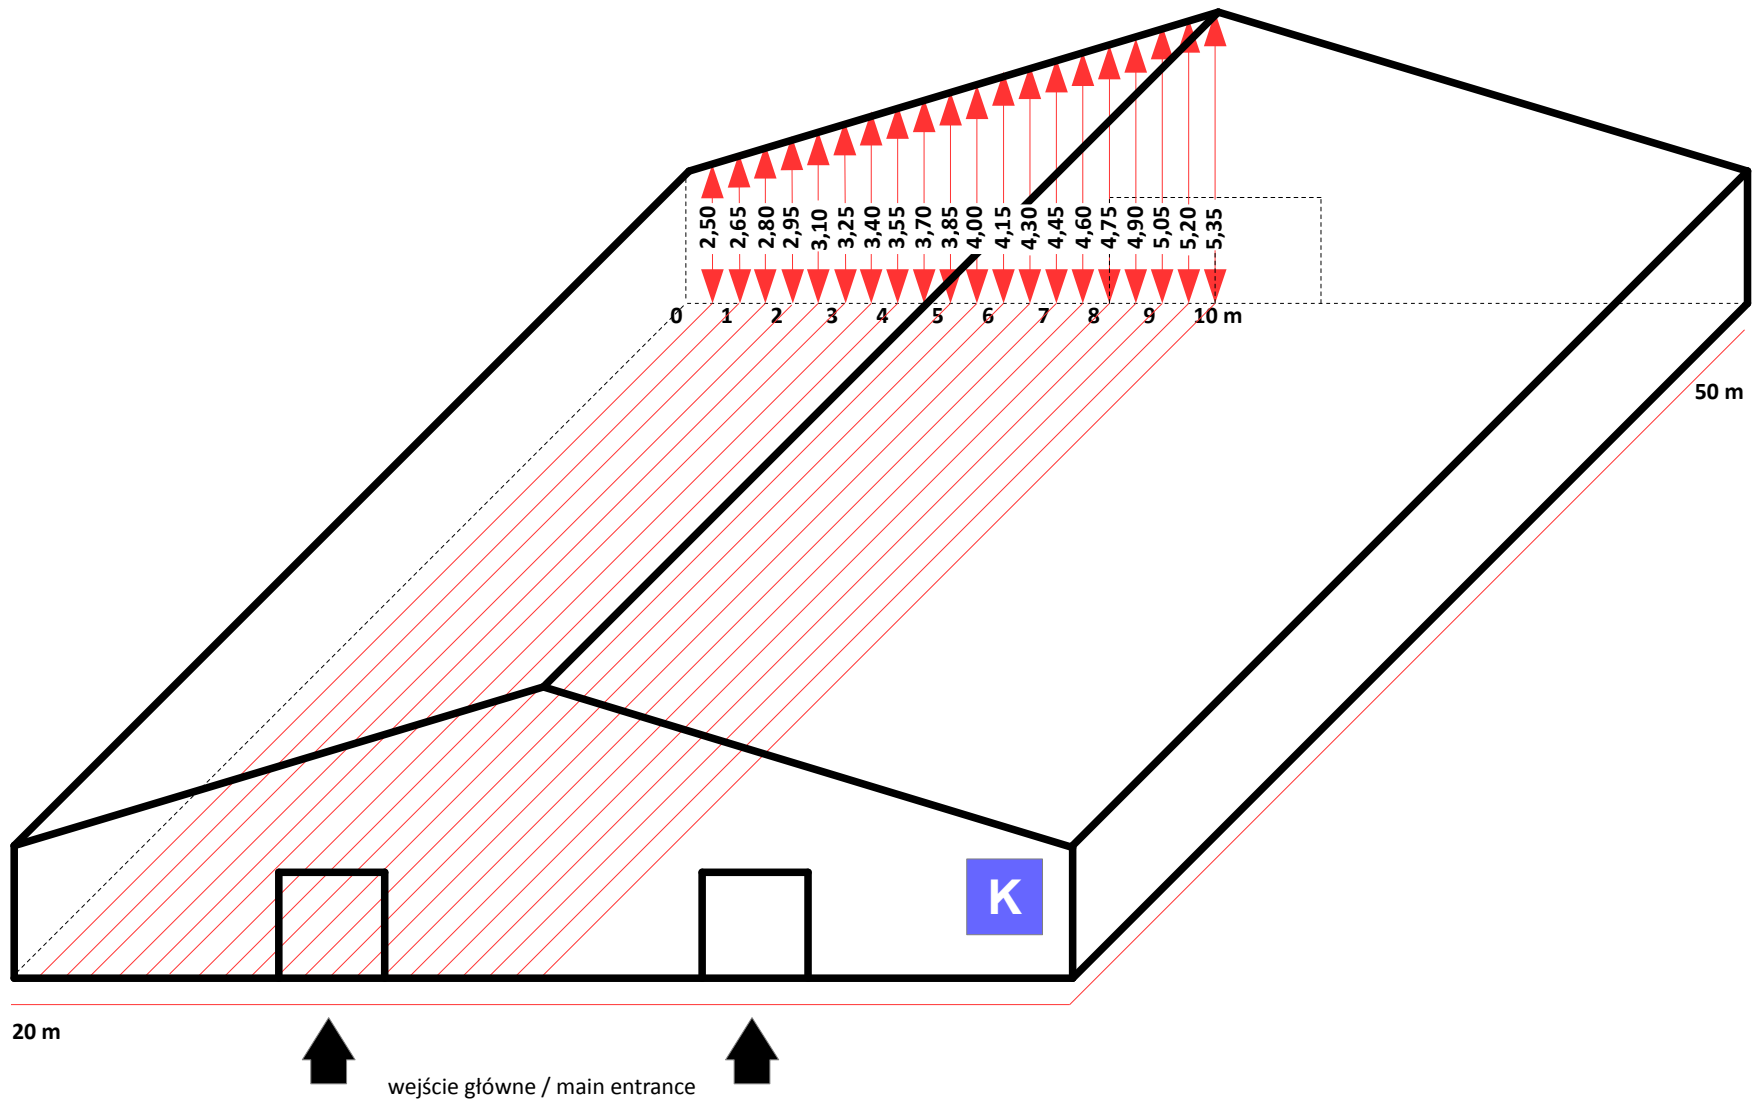 2,50 2,65 2,80 2,95 3,10 3,25 3,40 3,55 3,70 3,85 4,00 4,15 4,30 4,45 4,60 4,75 4,90 5,05 5,20 5,35
0 1 2 3 4 5 6 7 8 9 10 m
50 m
K
20 m
wejście główne / main entrance